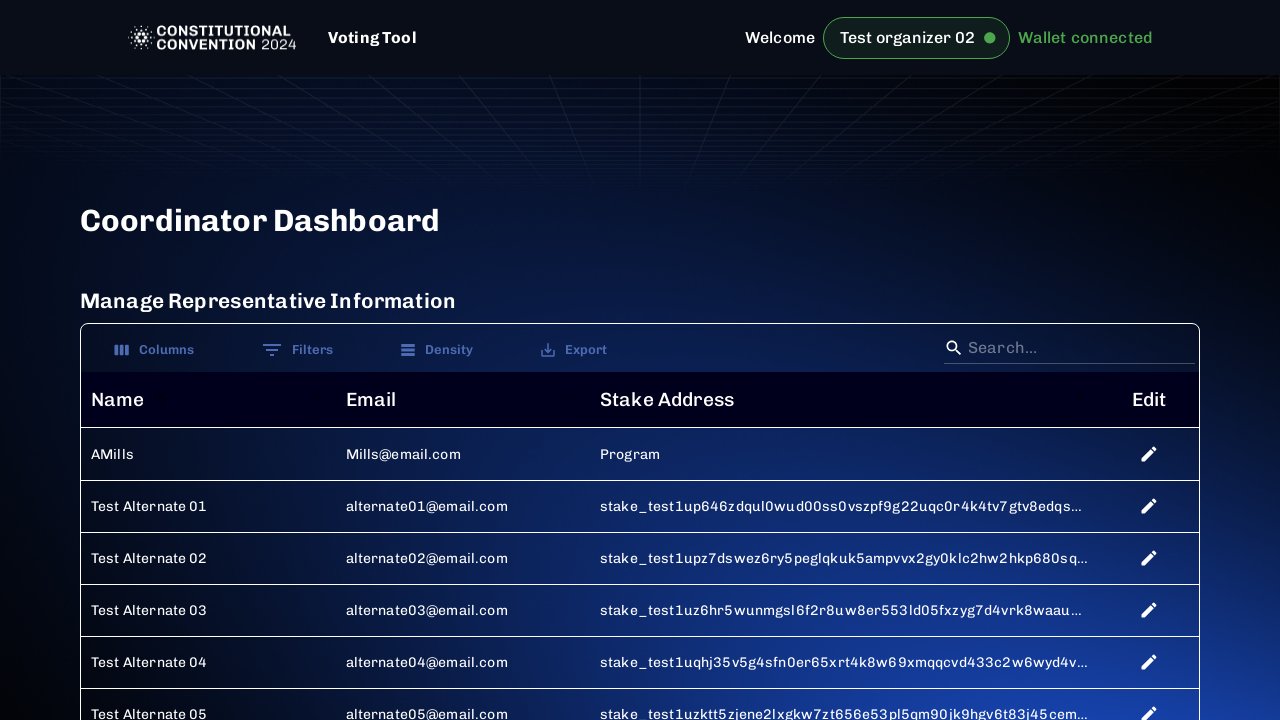 CONSTITUTIONAL
CONVENTION 2024
Voting Tool
Welcome Test organizer 02 Wallet connected
Coordinator Dashboard
Manage Representative Information
Columns Filters Density Export Search...
Name Email Stake Address Edit
AMills Mills@email.com Program
Test Alternate 01 alternate01@email.com stake_test1up646zdqul0wud00ss0vszpf9g22uqc0r4k4tv7gtv8edqs...
Test Alternate 02 alternate02@email.com stake_test1upz7dswez6ry5peglqkuk5ampvvx2gy0klc2hw2hkp680sq...
Test Alternate 03 alternate03@email.com stake_test1uz6hr5wunmgsl6f2r8uw8er553ld05fxzyg7d4vrk8waau...
Test Alternate 04 alternate04@email.com stake_test1uqhj35v5g4sfn0er65xrt4k8w69xmqqcvd433c2w6wyd4v...
Test Alternate 05 alternate05@email.com stake_test1uzktt5zjene2lxgkw7zt656e53pl5qm90jk9hgv6t83j45cem...